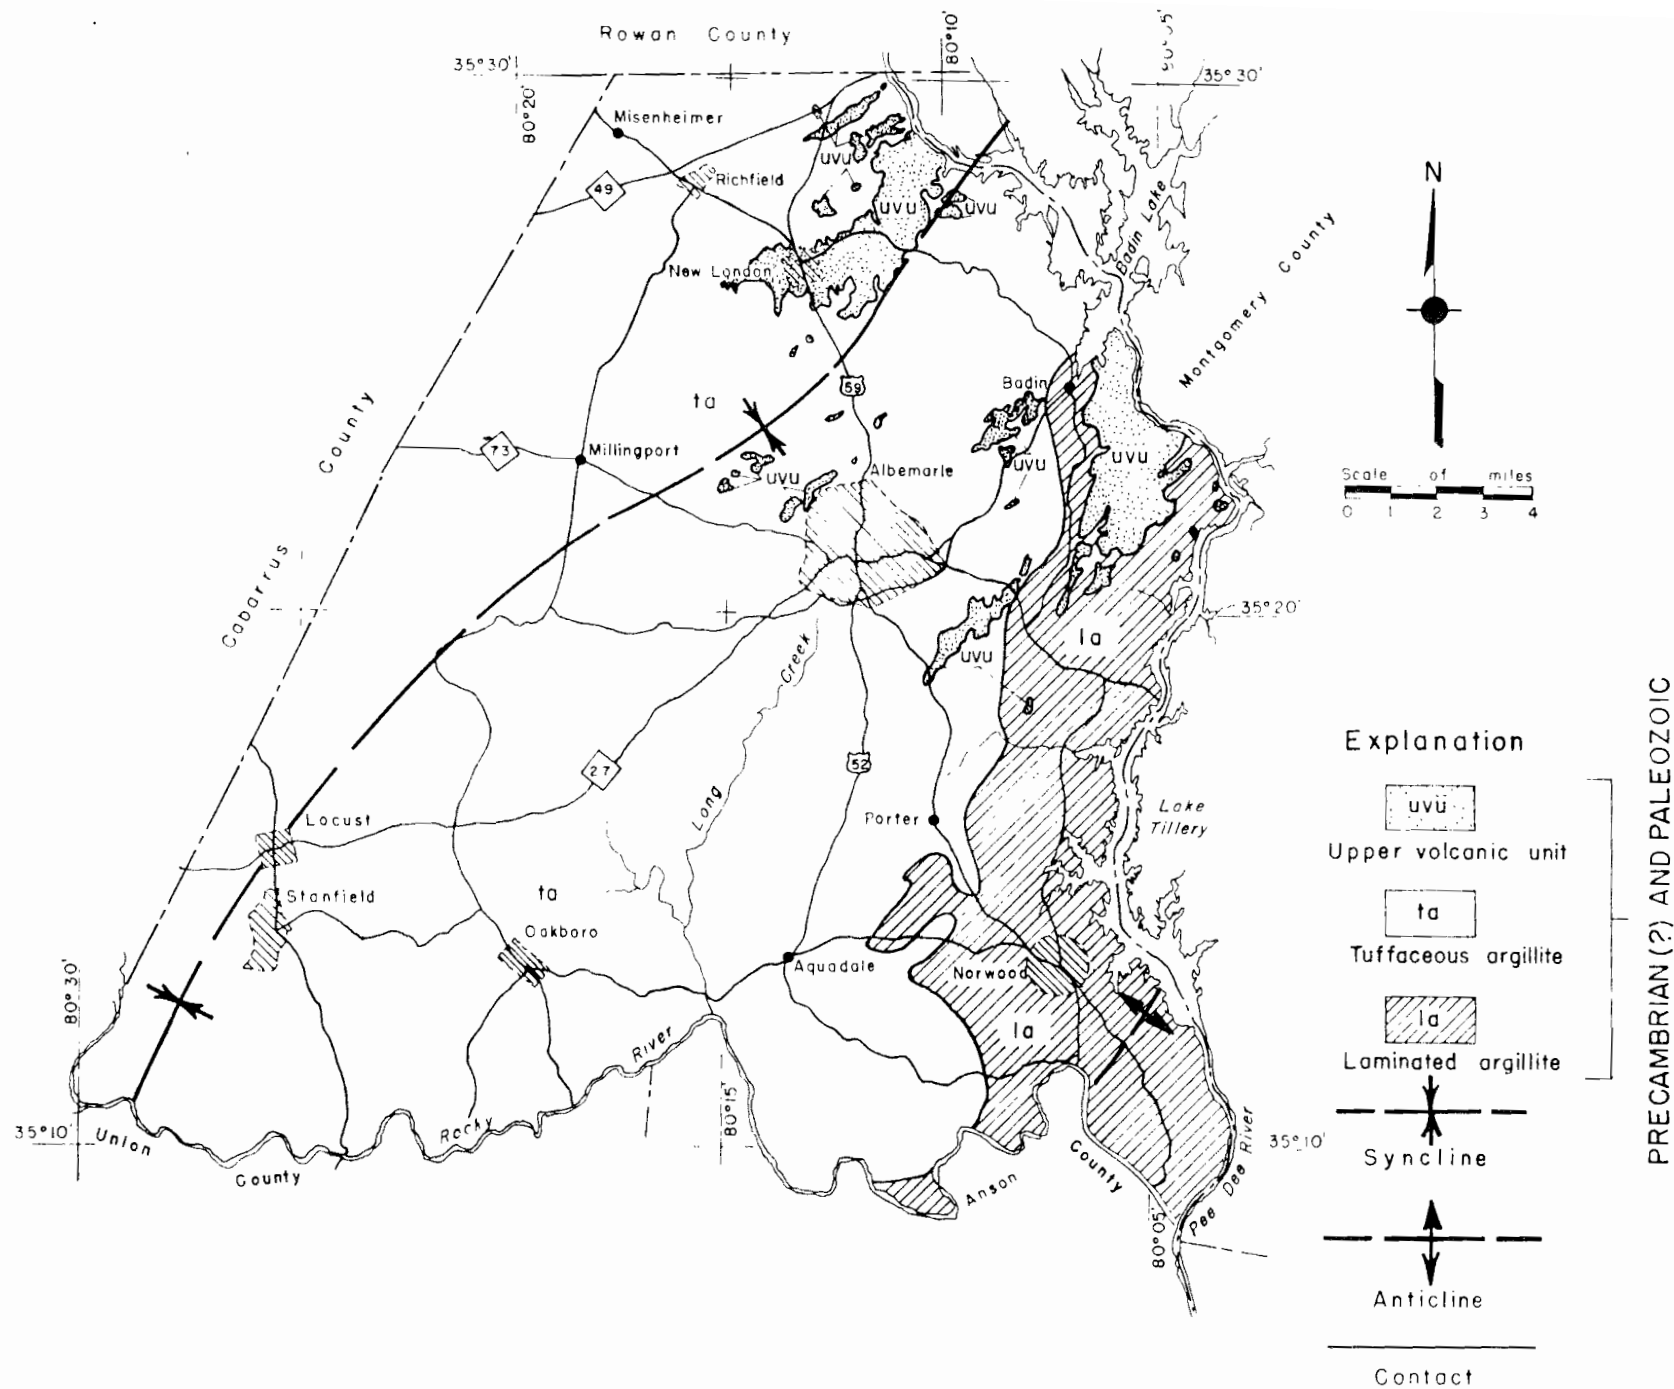 Rowan County
35°30'
80°20'
80°10'
80°05'
35°30'
Misenheimer
49
Richfield
uvu
uvu
uvu
New London
Badin Lake
Montgomery County
N
59
Badin
ta
73
Millingport
uvu
Albemarle
uvu
uvu
Scale of miles
0 1 2 3 4
Cabarrus County
35°20'
la
uvu
Long Creek
27
52
Porter
Lake
Tillery
Locust
Stanfield
ta
Oakboro
Aquadale
Norwood
la
80°30'
35°10'
Union
County
Rocky River
80°15'
Anson
County
80°05'
Pee Dee River
35°10'
Explanation
uvu
Upper volcanic unit
ta
Tuffaceous argillite
la
Laminated argillite
PRECAMBRIAN (?) AND PALEOZOIC
Syncline
Anticline
Contact